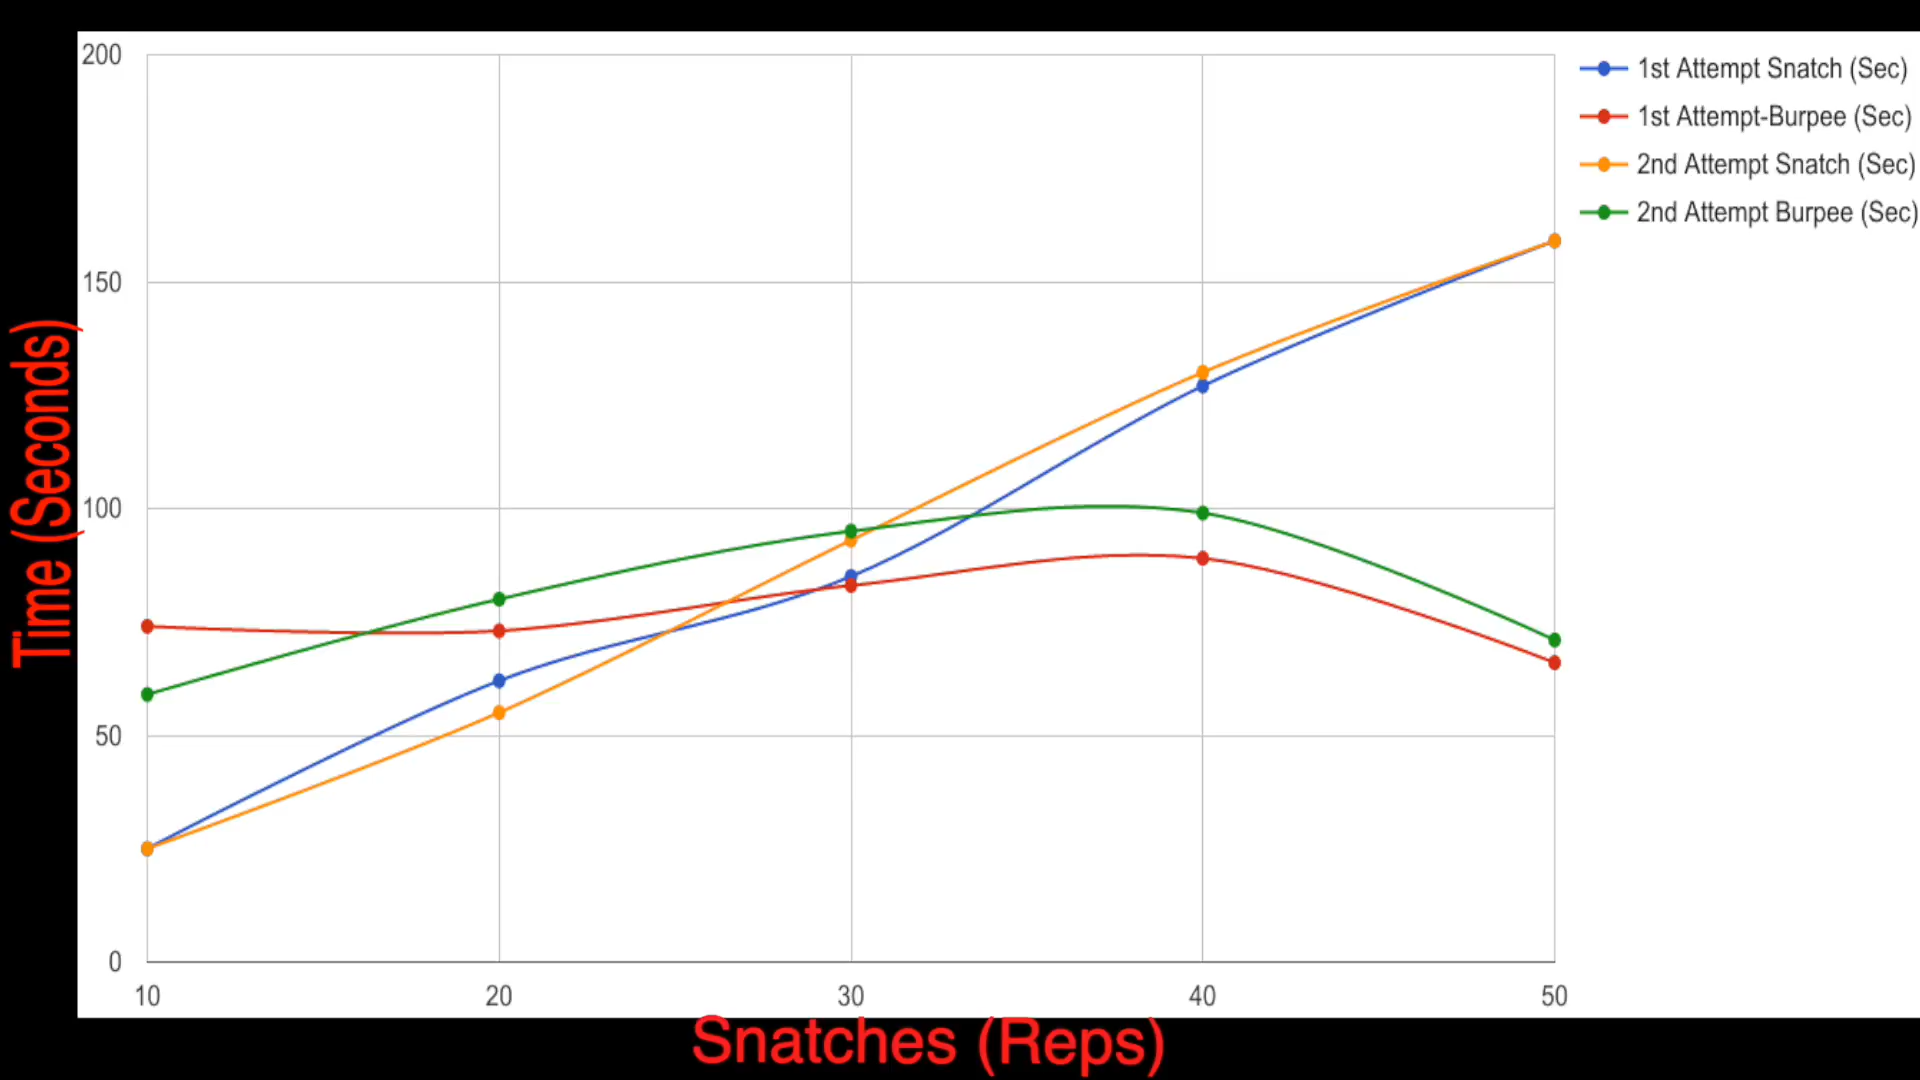 200
150
100
50
0
10 20 30 40 50
Time (Seconds)
Snatches (Reps)
1st Attempt Snatch (Sec)
1st Attempt-Burpee (Sec)
2nd Attempt Snatch (Sec)
2nd Attempt Burpee (Sec)